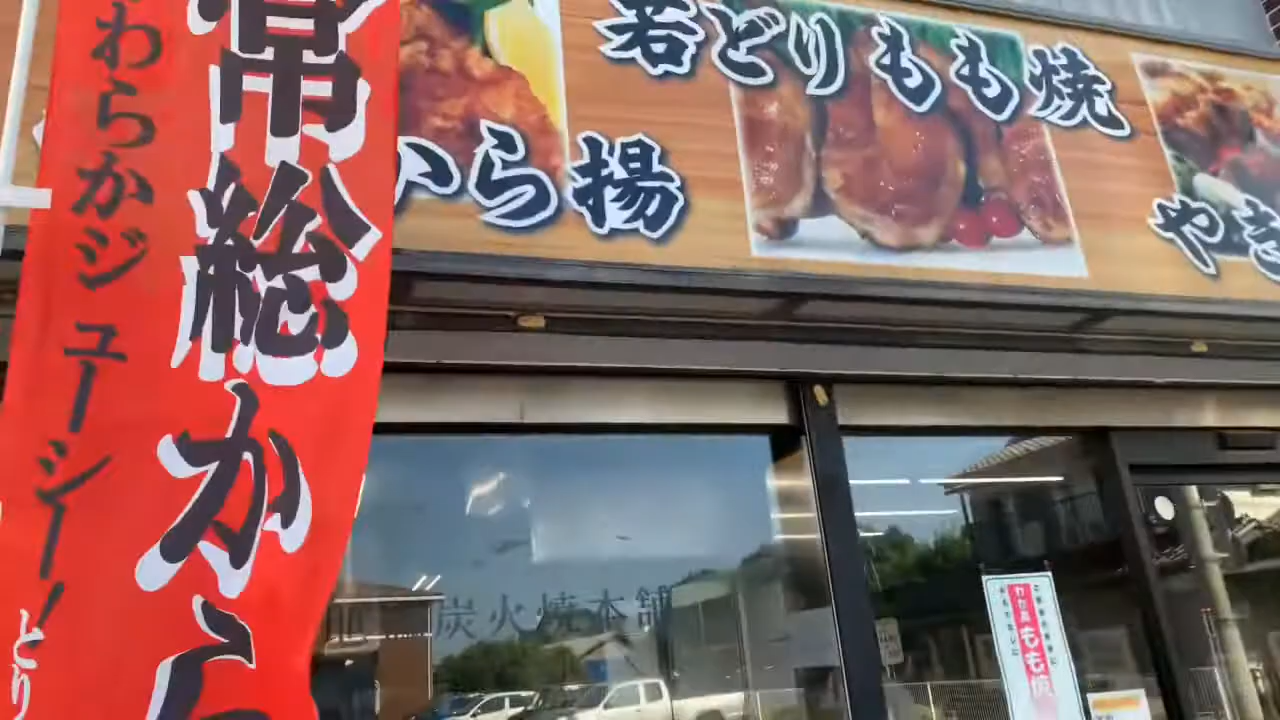 わらかジューシー!
とり
常総から
から揚
若どりもも焼
やき
炭火焼本舗
もも焼